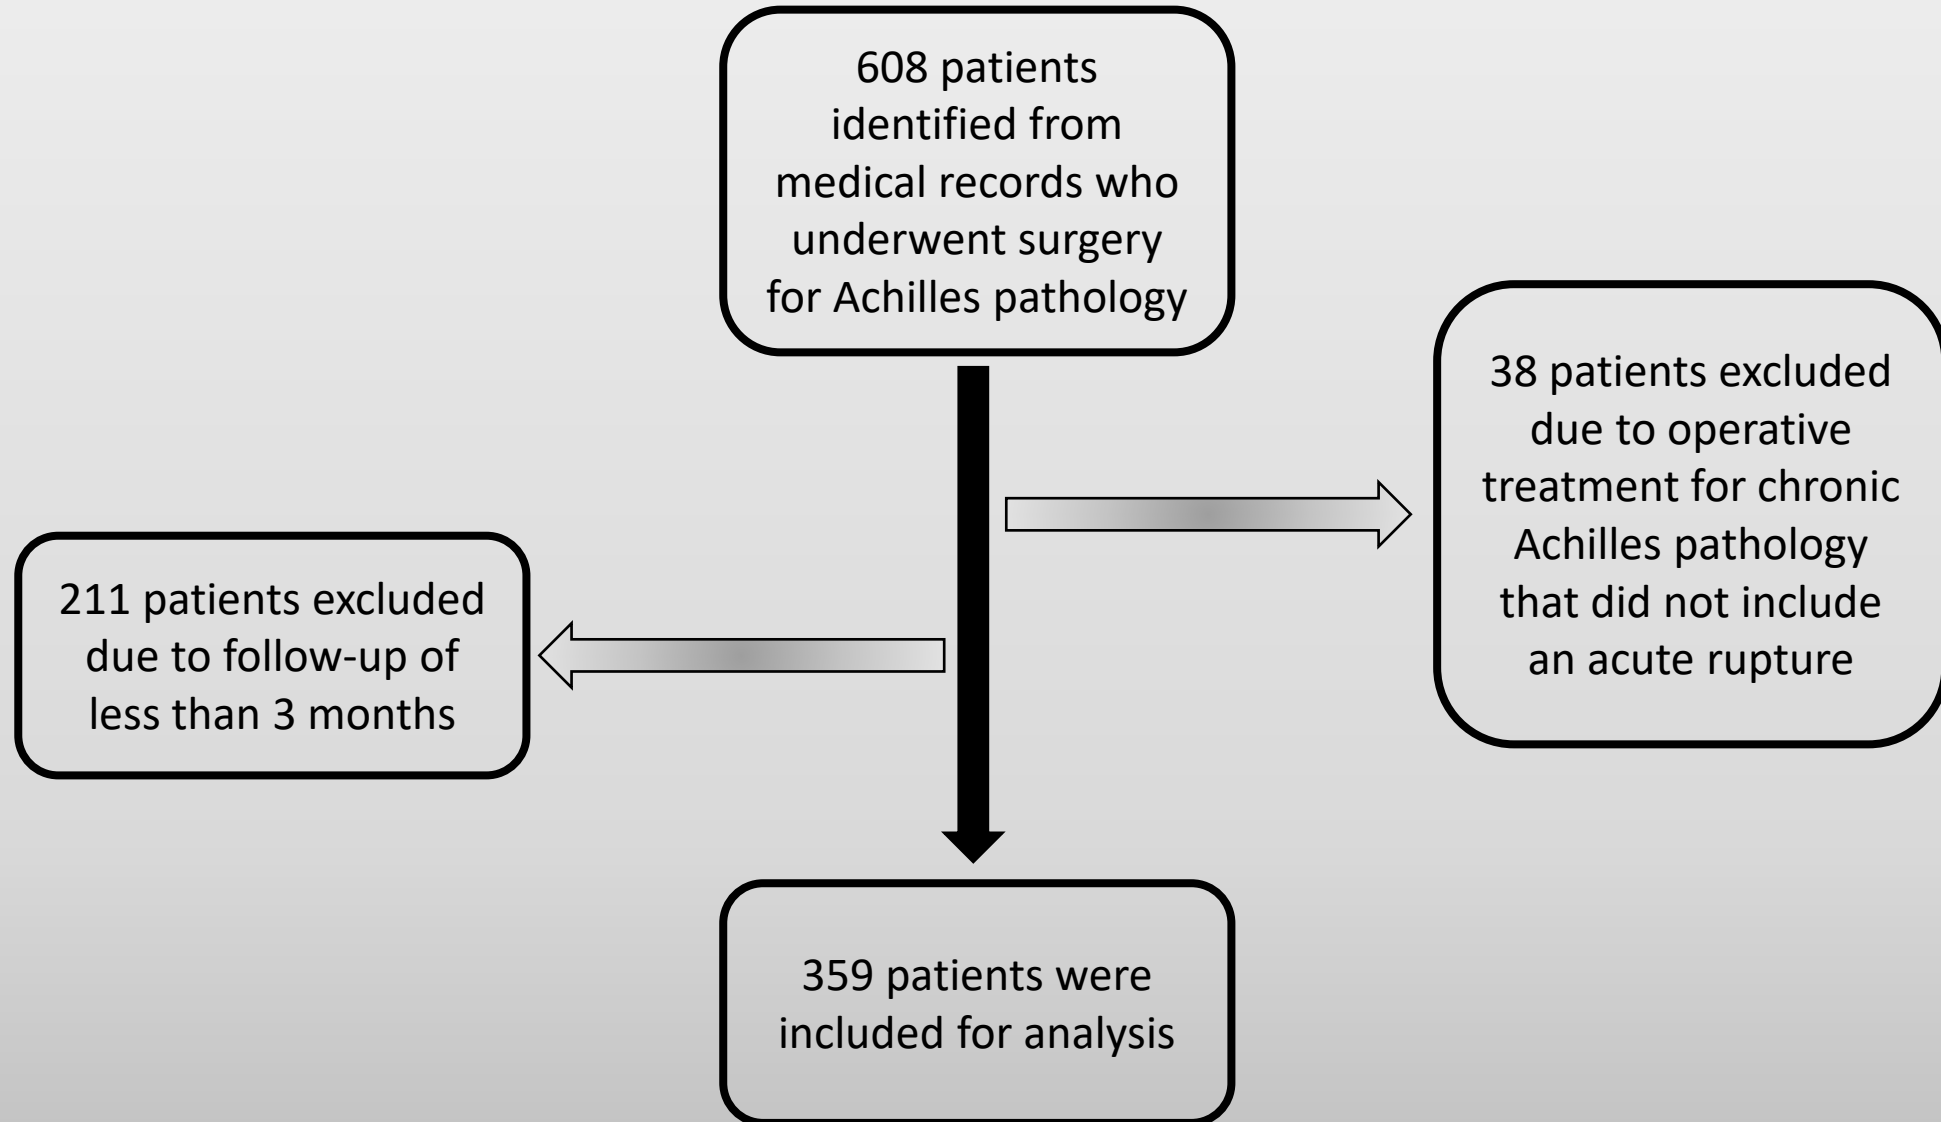 608 patients
identified from
medical records who
underwent surgery
for Achilles pathology
38 patients excluded
due to operative
treatment for chronic
Achilles pathology
that did not include
an acute rupture
211 patients excluded
due to follow-up of
less than 3 months
359 patients were
included for analysis